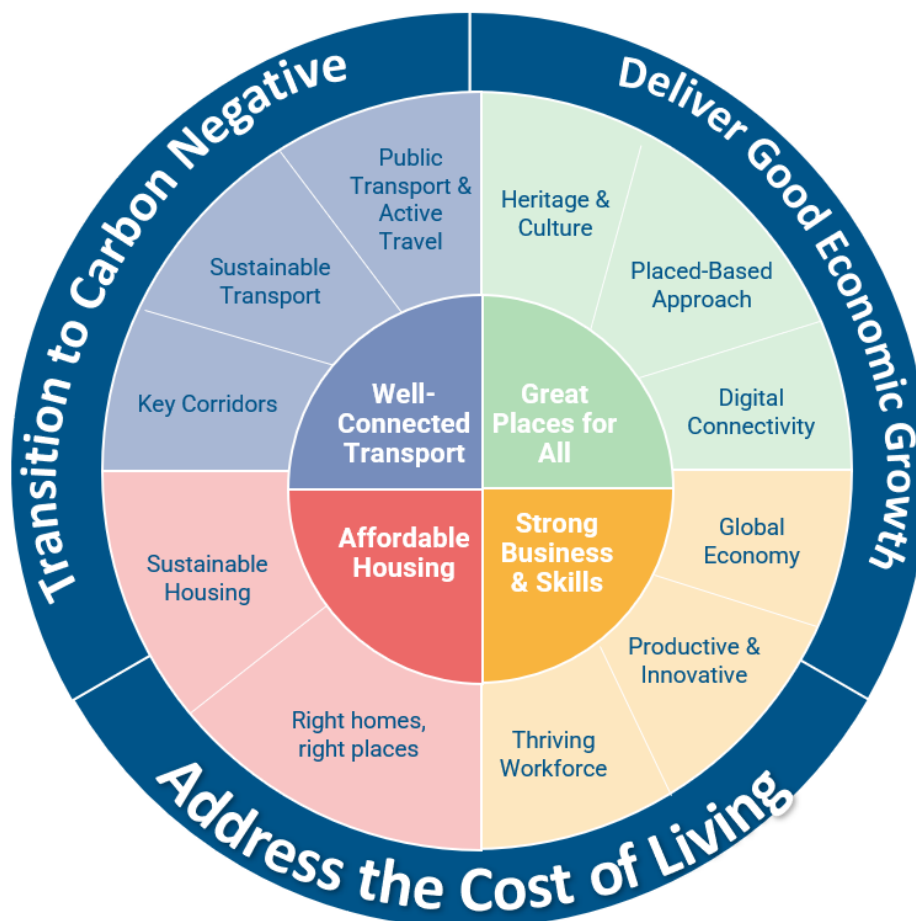 Transition to Carbon Negative
Deliver Good Economic Growth
Address the Cost of Living
Public
Transport &
Active
Travel
Sustainable
Transport
Key Corridors
Well-
Connected
Transport
Heritage &
Culture
Placed-Based
Approach
Digital
Connectivity
Great
Places for
All
Affordable
Housing
Sustainable
Housing
Right homes,
right places
Strong
Business
& Skills
Global
Economy
Productive &
Innovative
Thriving
Workforce